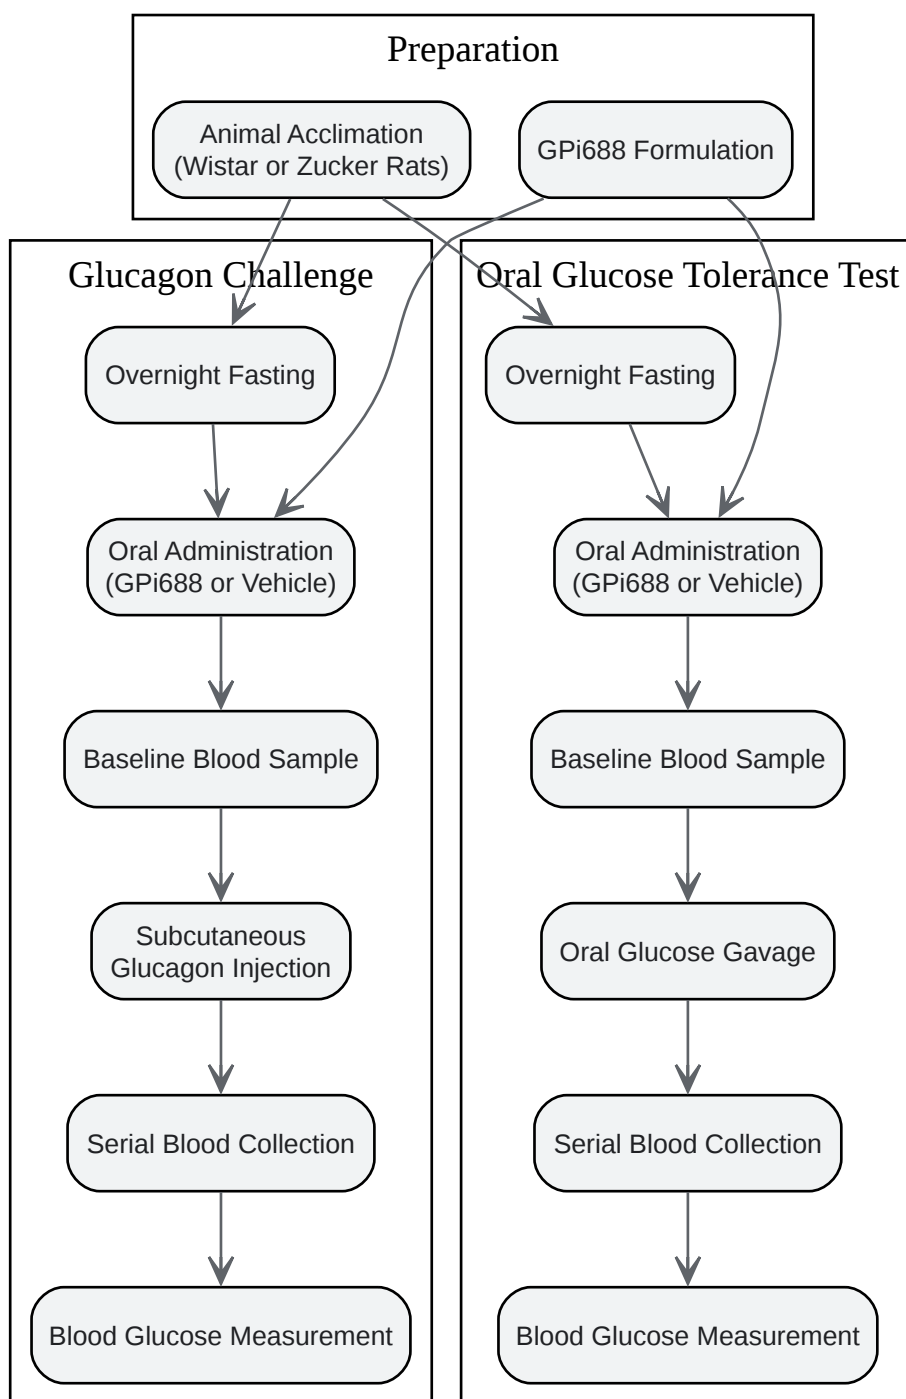 Preparation
Animal Acclimation
(Wistar or Zucker Rats)
GPi688 Formulation
Glucagon Challenge
Overnight Fasting
Oral Administration
(GPi688 or Vehicle)
Baseline Blood Sample
Subcutaneous
Glucagon Injection
Serial Blood Collection
Blood Glucose Measurement
Oral Glucose Tolerance Test
Overnight Fasting
Oral Administration
(GPi688 or Vehicle)
Baseline Blood Sample
Oral Glucose Gavage
Serial Blood Collection
Blood Glucose Measurement